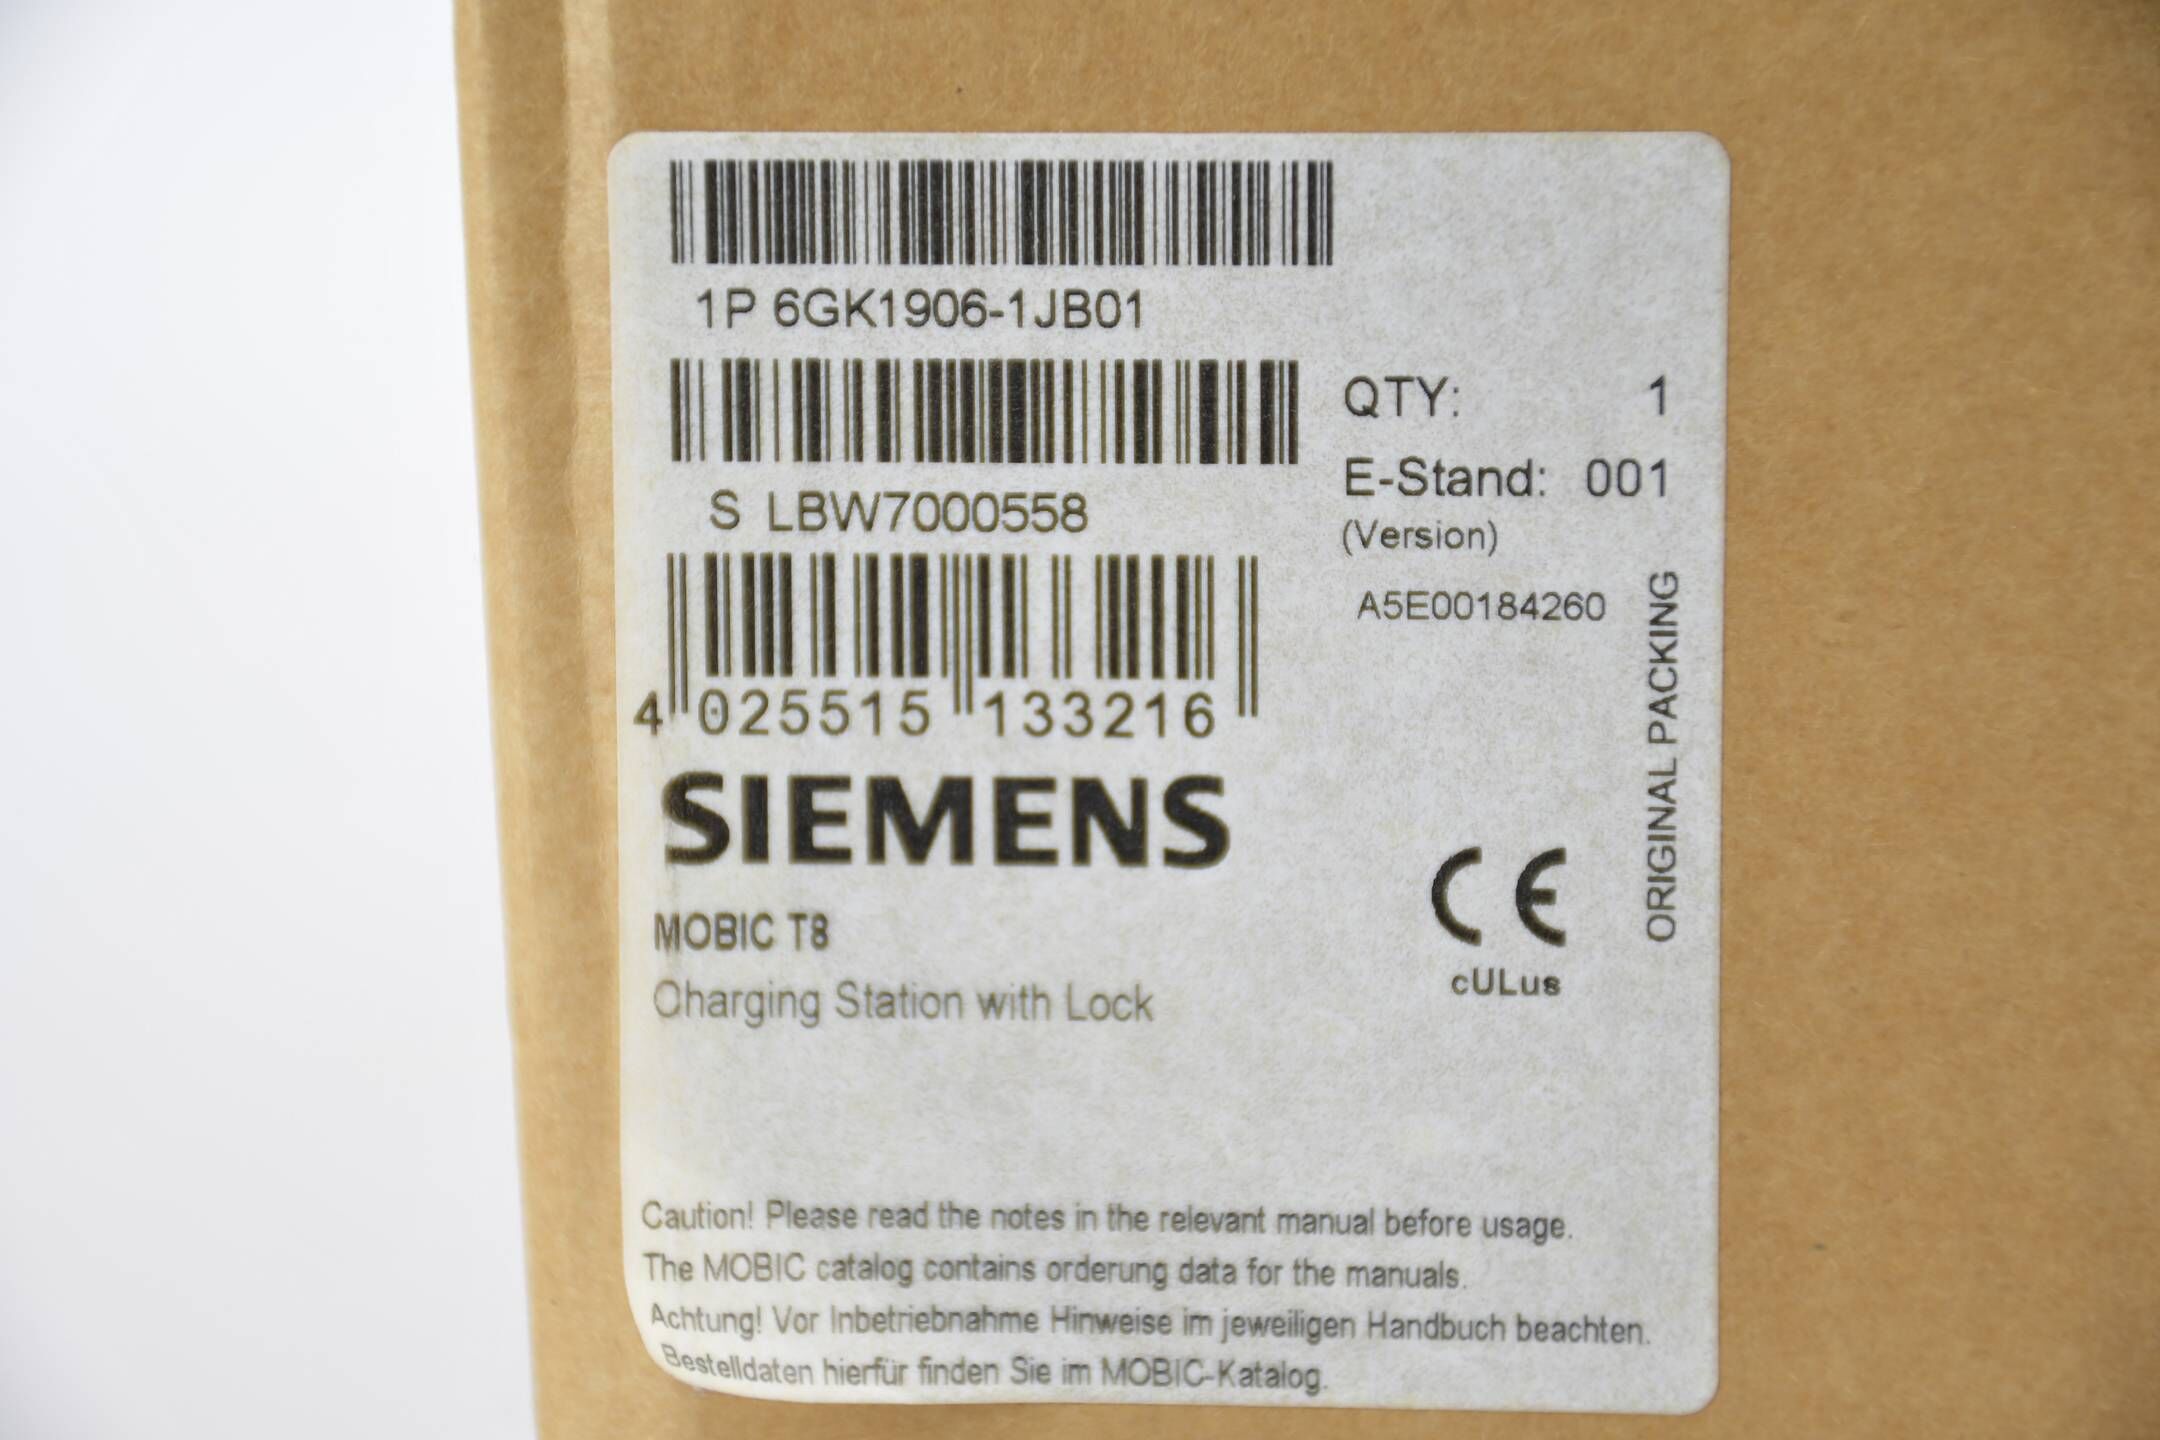 1P 6GK1906-1JB01
QTY: 1
S LBW7000558
E-Stand: 001
(Version)
A5E00184260
4 025515 133216
ORIGINAL PACKING
SIEMENS
CE
cULus
MOBIC T8
Charging Station with Lock
Caution! Please read the notes in the relevant manual before usage.
The MOBIC catalog contains orderung data for the manuals.
Achtung! Vor Inbetriebnahme Hinweise im jeweiligen Handbuch beachten.
Bestelldaten hierfür finden Sie im MOBIC-Katalog.